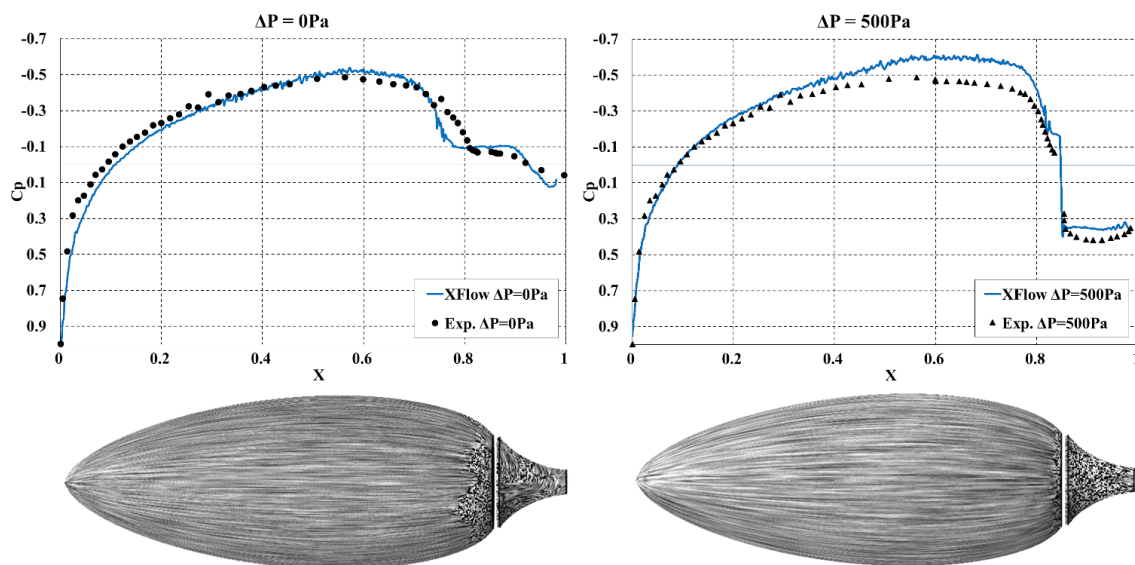 ΔP = 0Pa
-0.7
-0.5
-0.3
-0.1
0.1
0.3
0.5
0.7
0.9
Cp
XFlow ΔP=0Pa
Exp. ΔP=0Pa
0 0.2 0.4 0.6 0.8 1
X
ΔP = 500Pa
-0.7
-0.5
-0.3
-0.1
0.1
0.3
0.5
0.7
0.9
Cp
XFlow ΔP=500Pa
Exp. ΔP=500Pa
0 0.2 0.4 0.6 0.8 1
X